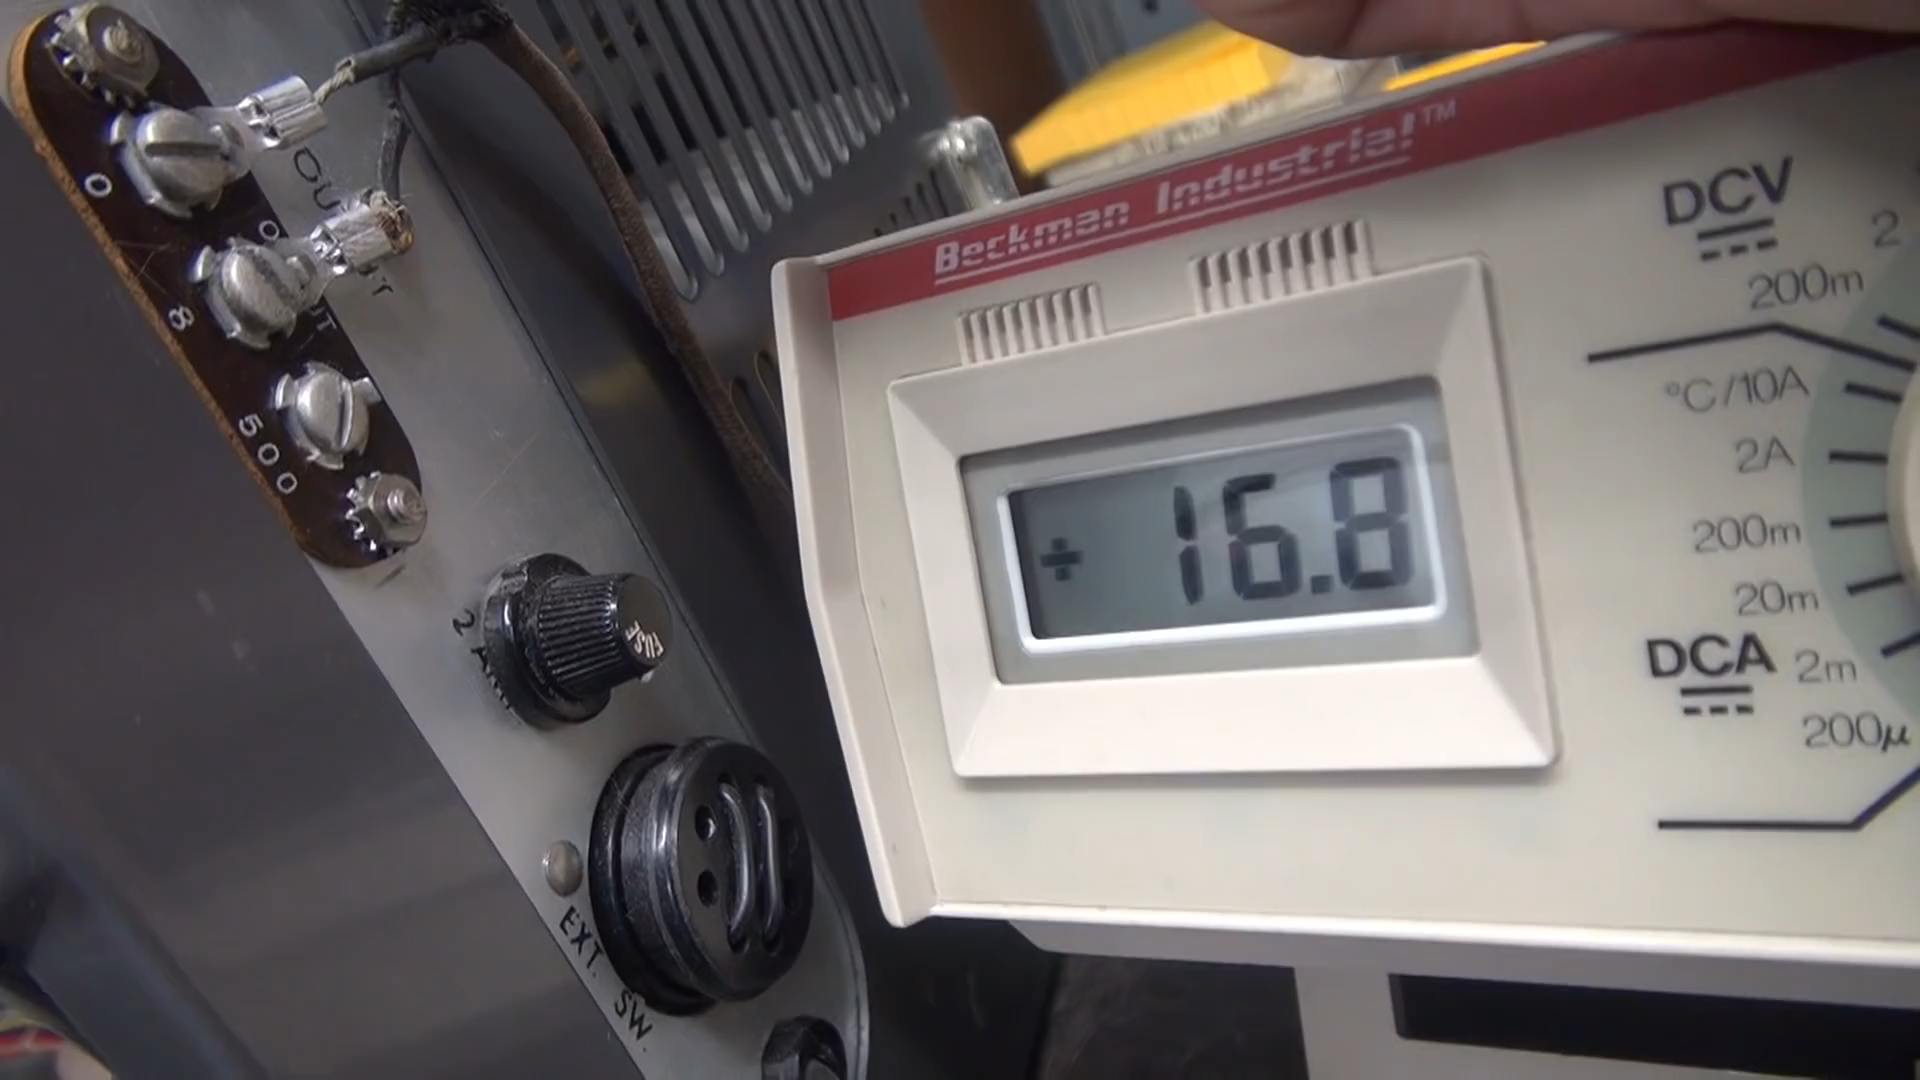 0
8
500
2 AMP
FUSE
EXT. SW.
Beckman Industrial™
+ 16.8
DCV
2
200m
°C/10A
2A
200m
20m
DCA
2m
200µ